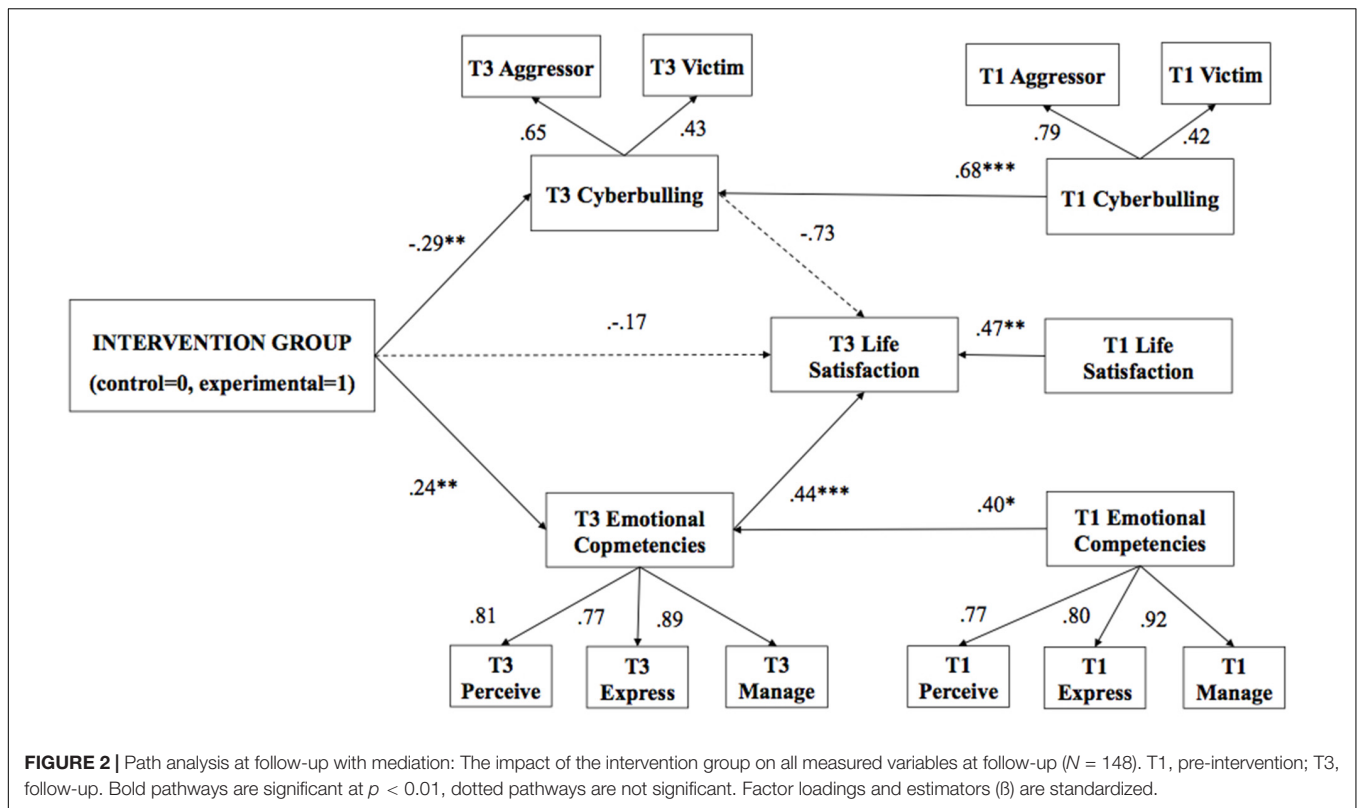 T3 Aggressor
T3 Victim
T1 Aggressor
T1 Victim
.65
.43
.79
.42
T3 Cyberbulling
.68***
T1 Cyberbulling
-.29**
-.73
INTERVENTION GROUP
(control=0, experimental=1)
.-.17
T3 Life
Satisfaction
.47**
T1 Life
Satisfaction
.24**
.44***
T3 Emotional
Copmetencies
.40*
T1 Emotional
Competencies
.81
.77
.89
.77
.80
.92
T3
Perceive
T3
Express
T3
Manage
T1
Perceive
T1
Express
T1
Manage
FIGURE 2 | Path analysis at follow-up with mediation: The impact of the intervention group on all measured variables at follow-up (N = 148). T1, pre-intervention; T3,
follow-up. Bold pathways are significant at p < 0.01, dotted pathways are not significant. Factor loadings and estimators (ß) are standardized.